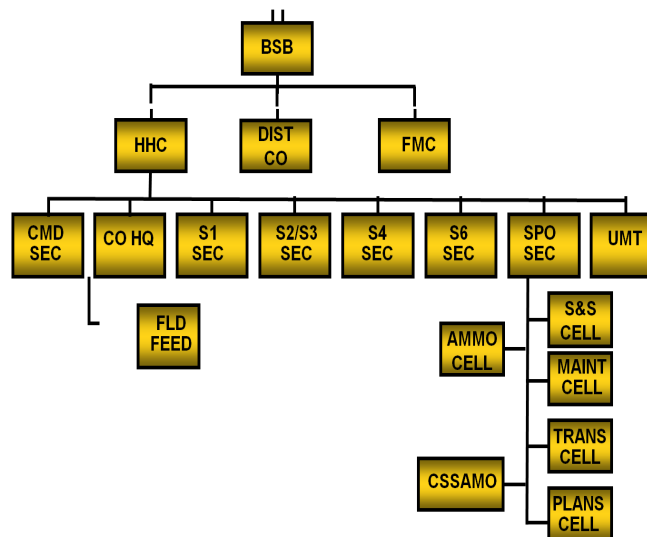 BSB
HHC
DIST
CO
FMC
CMD
SEC
CO HQ
S1
SEC
S2/S3
SEC
S4
SEC
S6
SEC
SPO
SEC
UMT
FLD
FEED
AMMO
CELL
S&S
CELL
MAINT
CELL
TRANS
CELL
CSSAMO
PLANS
CELL